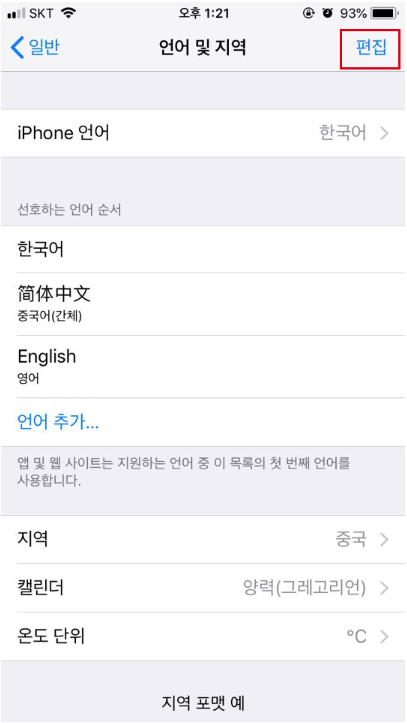 SKT 오후 1:21 93%
일반 언어 및 지역 편집
iPhone 언어 한국어
선호하는 언어 순서
한국어
简体中文
중국어(간체)
English
영어
언어 추가...
앱 및 웹 사이트는 지원하는 언어 중 이 목록의 첫 번째 언어를
사용합니다.
지역 중국
캘린더 양력(그레고리언)
온도 단위 °C
지역 포맷 예